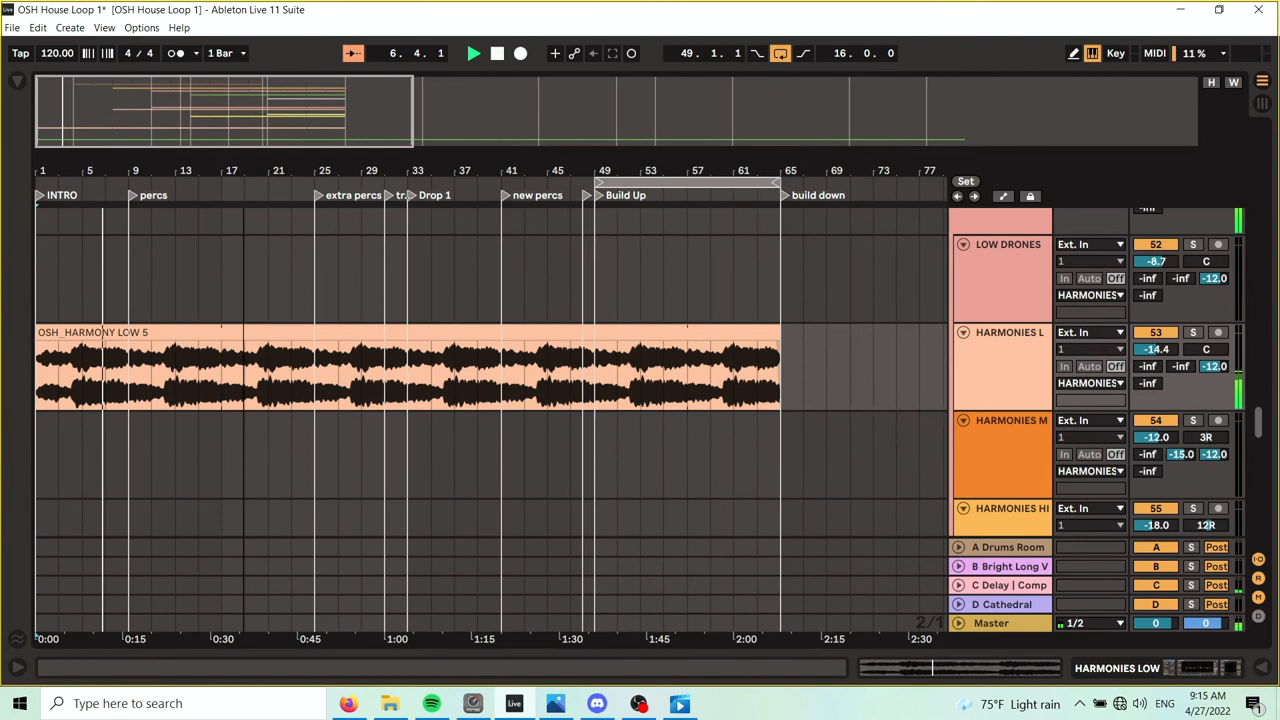 OSH House Loop 1* [OSH House Loop 1] - Ableton Live 11 Suite
File Edit Create View Options Help
Tap 120.00 4 / 4 1 Bar 6. 4. 1 49. 1. 1 16. 0. 0 Key MIDI 11 %
H W
1 5 9 13 17 21 25 29 33 37 41 45 49 53 57 61 65 69 73 77
Set
INTRO percs extra percs tr. Drop 1 new percs Build Up build down
-inf
LOW DRONES Ext. In 52 S
1 -8.7 C
In Auto Off -inf -inf -12.0
HARMONIES -inf
OSH_HARMONY LOW 5
HARMONIES L Ext. In 53 S
1 -14.4 C
In Auto Off -inf -inf -12.0
HARMONIES -inf
HARMONIES M Ext. In 54 S
1 -12.0 3R
In Auto Off -inf -15.0 -12.0
HARMONIES -inf
HARMONIES HI Ext. In 55 S
1 -18.0 12R
A Drums Room A S Post
B Bright Long V B S Post
C Delay | Comp C S Post
D Cathedral D S Post
2/1 Master 1/2 0 0
I·O
R
M
D
0:00 0:15 0:30 0:45 1:00 1:15 1:30 1:45 2:00 2:15 2:30
HARMONIES LOW
Type here to search Live 75°F Light rain ENG 9:15 AM
4/27/2022 1